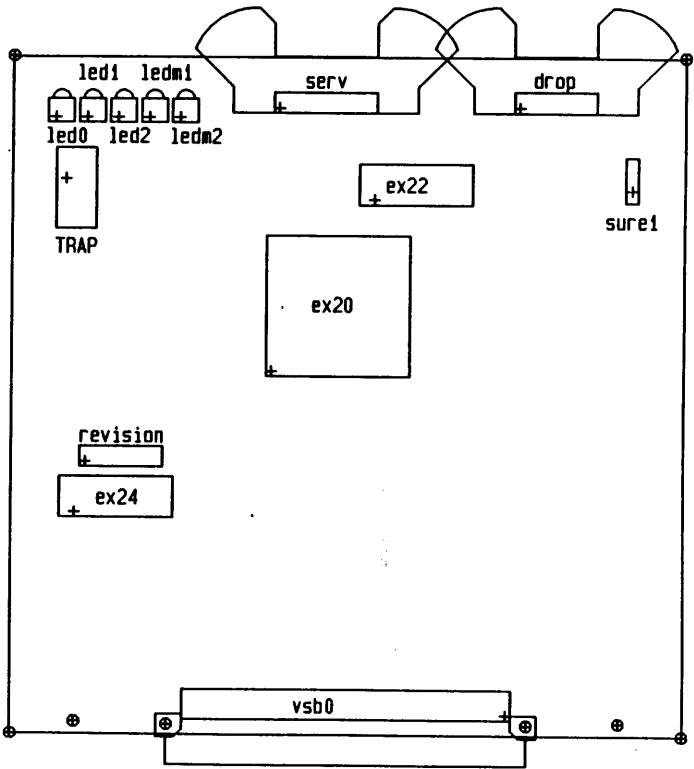 led1 ledm1
serv
drop
led0 led2 ledm2
ex22
sure1
TRAP
ex20
revision
ex24
vsb0